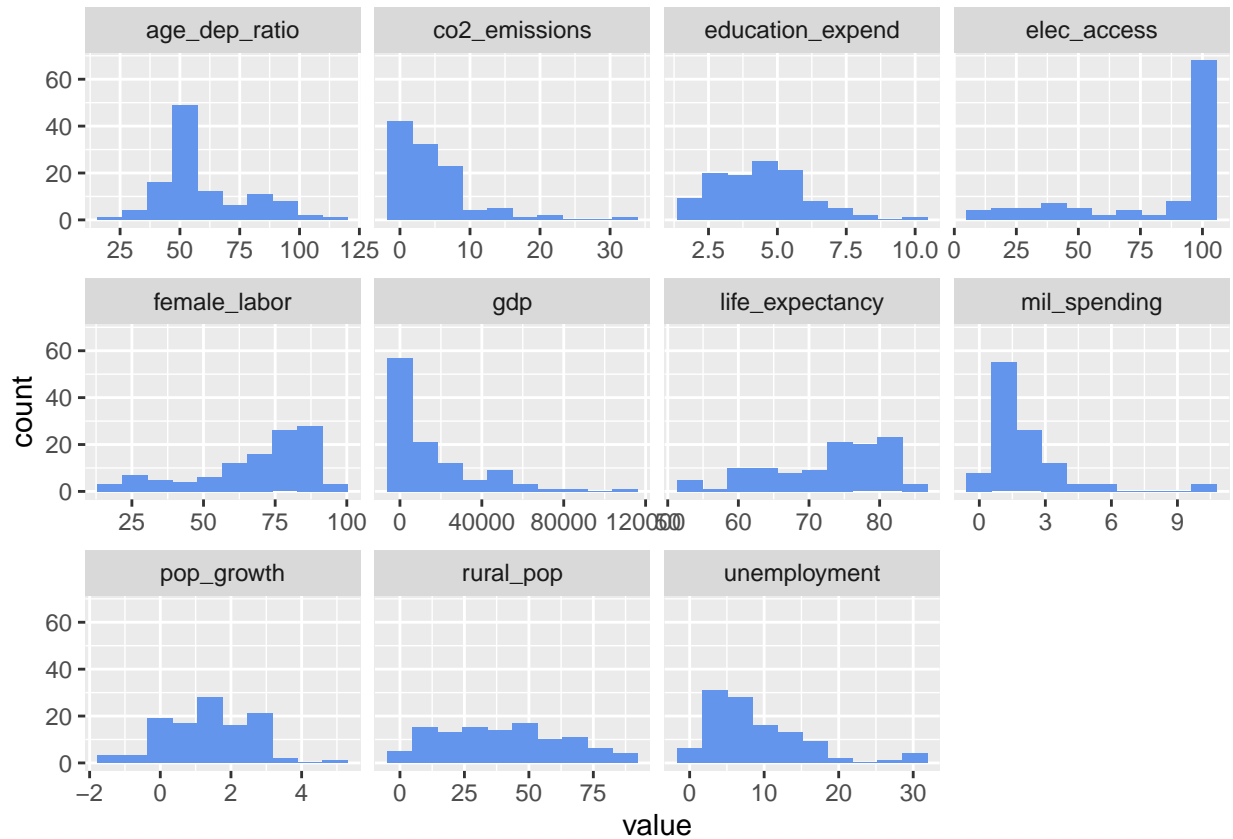 age_dep_ratio co2_emissions education_expend elec_access
60
40
20
0
25 50 75 100 125 0 10 20 30 2.5 5.0 7.5 10.0 0 25 50 75 100
female_labor gdp life_expectancy mil_spending
60
40
20
0
25 50 75 100 0 40000 80000 120000 50 60 70 80 0 3 6 9
pop_growth rural_pop unemployment
60
40
20
0
−2 0 2 4 0 25 50 75 0 10 20 30
count
value